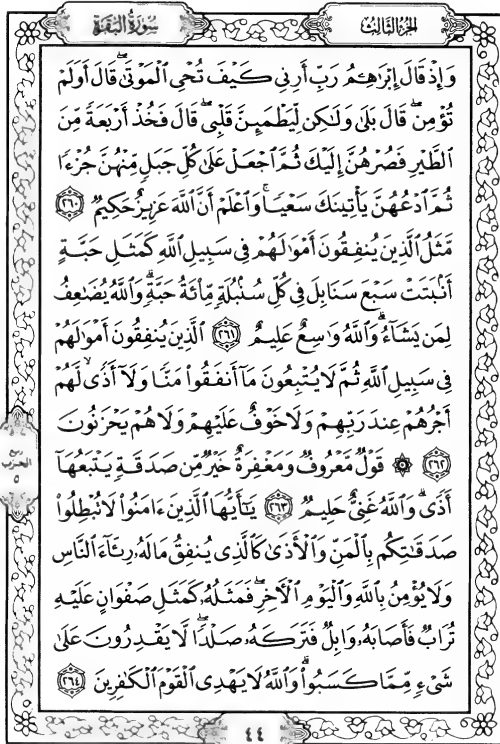 الجزء الثالث
سورة البقرة
وَإِذۡ قَالَ إِبۡرَٰهِـۧمُ رَبِّ أَرِنِي كَيۡفَ تُحۡيِ ٱلۡمَوۡتَىٰۖ قَالَ أَوَلَمۡ
تُؤۡمِنۖ قَالَ بَلَىٰ وَلَٰكِن لِّيَطۡمَئِنَّ قَلۡبِيۖ قَالَ فَخُذۡ أَرۡبَعَةٗ مِّنَ
ٱلطَّيۡرِ فَصُرۡهُنَّ إِلَيۡكَ ثُمَّ ٱجۡعَلۡ عَلَىٰ كُلِّ جَبَلٖ مِّنۡهُنَّ جُزۡءٗا
ثُمَّ ٱدۡعُهُنَّ يَأۡتِينَكَ سَعۡيٗاۚ وَٱعۡلَمۡ أَنَّ ٱللَّهَ عَزِيزٌ حَكِيمٞ ٢٦٠
مَّثَلُ ٱلَّذِينَ يُنفِقُونَ أَمۡوَٰلَهُمۡ فِي سَبِيلِ ٱللَّهِ كَمَثَلِ حَبَّةٍ
أَنۢبَتَتۡ سَبۡعَ سَنَابِلَ فِي كُلِّ سُنۢبُلَةٖ مِّاْئَةُ حَبَّةٖۗ وَٱللَّهُ يُضَٰعِفُ
لِمَن يَشَآءُۚ وَٱللَّهُ وَٰسِعٌ عَلِيمٌ ٢٦١ ٱلَّذِينَ يُنفِقُونَ أَمۡوَٰلَهُمۡ
فِي سَبِيلِ ٱللَّهِ ثُمَّ لَا يُتۡبِعُونَ مَآ أَنفَقُواْ مَنّٗا وَلَآ أَذٗى لَّهُمۡ
أَجۡرُهُمۡ عِندَ رَبِّهِمۡ وَلَا خَوۡفٌ عَلَيۡهِمۡ وَلَا هُمۡ يَحۡزَنُونَ
٢٦٢ ۞ قَوۡلٞ مَّعۡرُوفٞ وَمَغۡفِرَةٌ خَيۡرٞ مِّن صَدَقَةٖ يَتۡبَعُهَآ
أَذٗىۗ وَٱللَّهُ غَنِيٌّ حَلِيمٞ ٢٦٣ يَٰٓأَيُّهَا ٱلَّذِينَ ءَامَنُواْ لَا تُبۡطِلُواْ
صَدَقَٰتِكُم بِٱلۡمَنِّ وَٱلۡأَذَىٰ كَٱلَّذِي يُنفِقُ مَالَهُۥ رِئَآءَ ٱلنَّاسِ
وَلَا يُؤۡمِنُ بِٱللَّهِ وَٱلۡيَوۡمِ ٱلۡأٓخِرِۖ فَمَثَلُهُۥ كَمَثَلِ صَفۡوَانٍ عَلَيۡهِ
تُرَابٞ فَأَصَابَهُۥ وَابِلٞ فَتَرَكَهُۥ صَلۡدٗاۖ لَّا يَقۡدِرُونَ عَلَىٰ
شَيۡءٖ مِّمَّا كَسَبُواْۗ وَٱللَّهُ لَا يَهۡدِي ٱلۡقَوۡمَ ٱلۡكَٰفِرِينَ ٢٦٤
ربع
الحزب
٥
٤٤